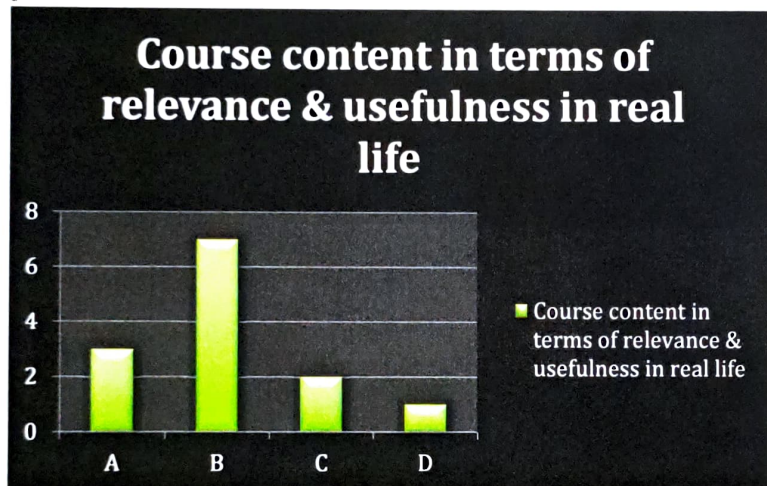 Course content in terms of
relevance & usefulness in real
life
8
6
4
2
0
A
B
C
D
Course content in
terms of relevance &
usefulness in real life